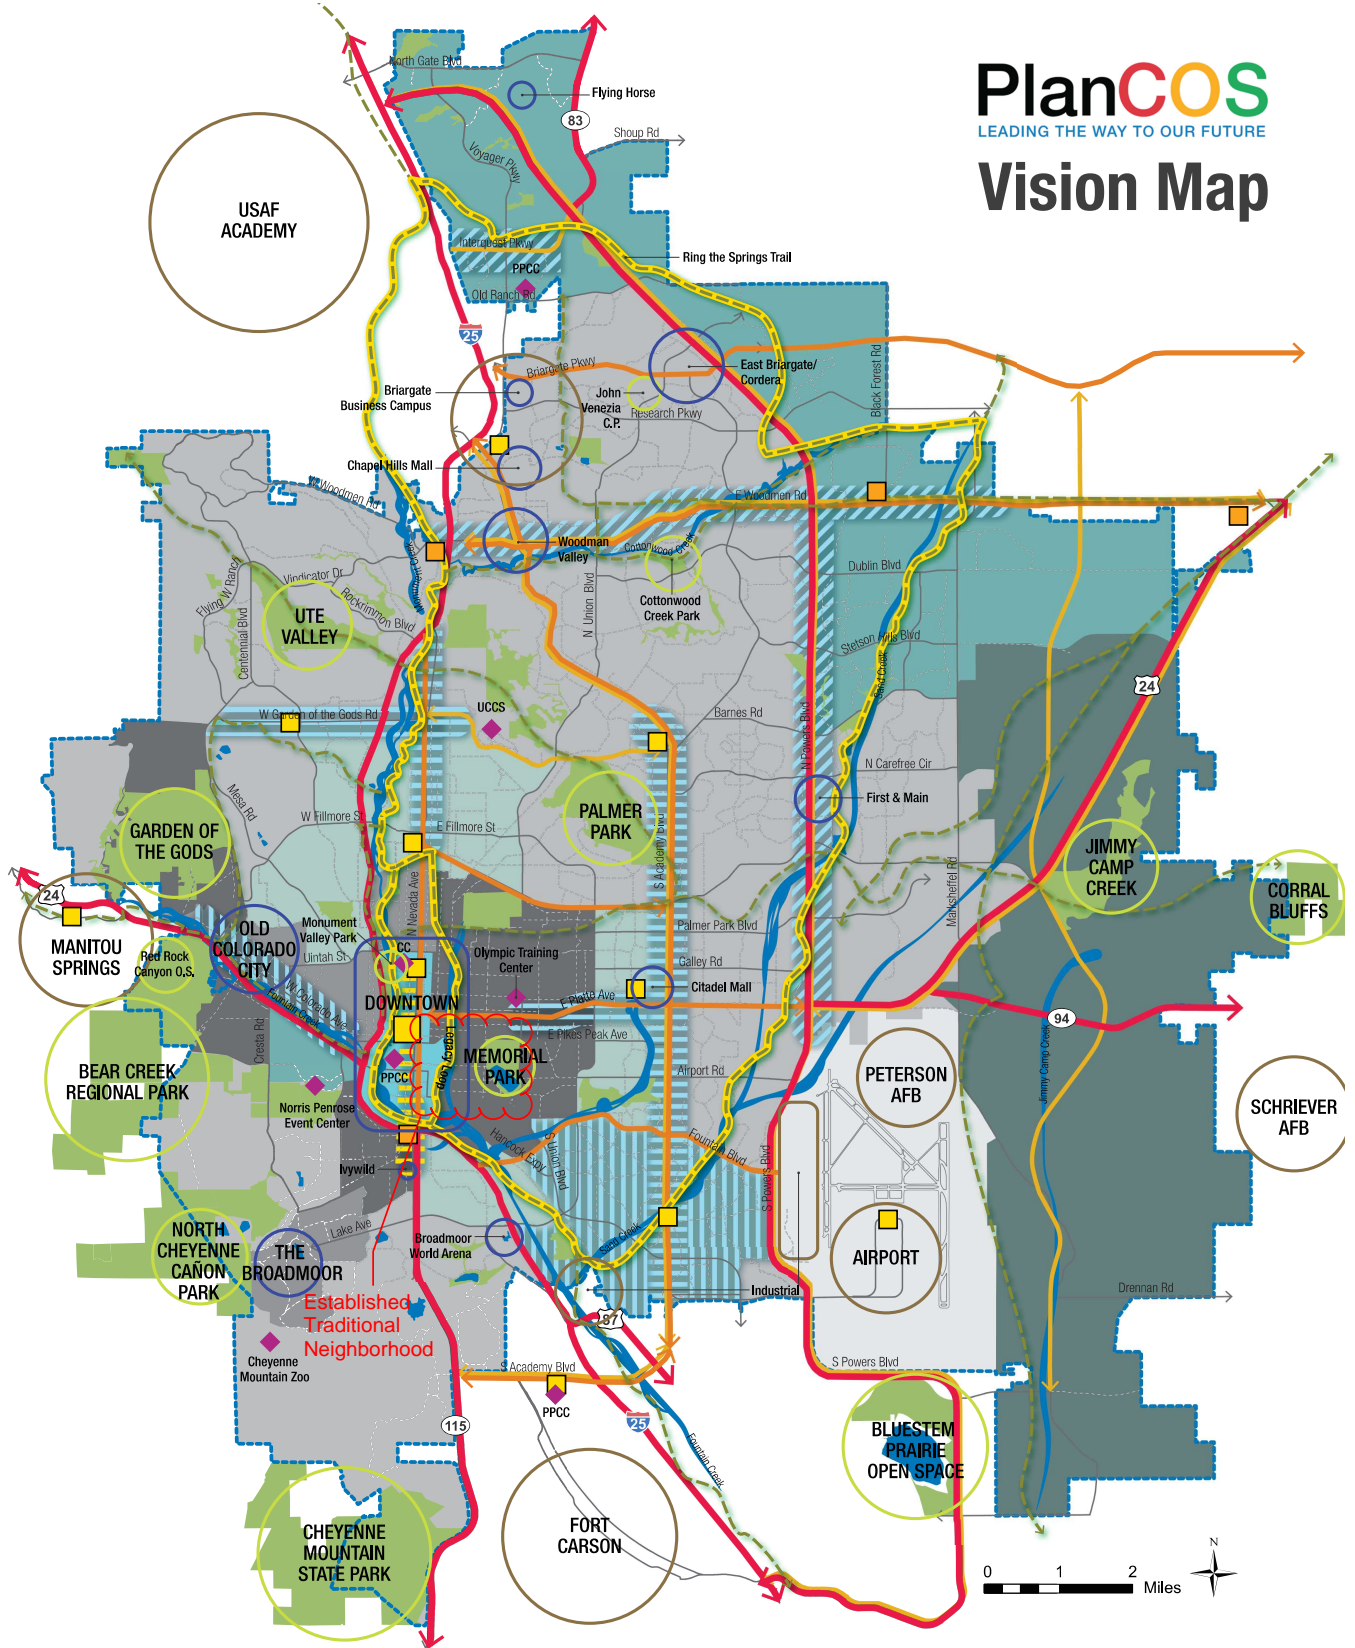 PlanCOS
LEADING THE WAY TO OUR FUTURE
Vision Map
North Gate Blvd
Flying Horse
83
Shoup Rd
Voyager Pkwy
USAF
ACADEMY
Interquest Pkwy
Ring the Springs Trail
PPCC
Old Ranch Rd
25
Briargate Pkwy
East Briargate/
Cordera
Black Forest Rd
Briargate
Business Campus
John
Venezia
C.P.
Research Pkwy
Chapel Hills Mall
W Woodmen Rd
E Woodmen Rd
Woodman
Valley
Cottonwood Creek
Monument Creek
Dublin Blvd
Flying W Ranch
Vindicator Dr
Rockrimmon Blvd
N Union Blvd
Cottonwood
Creek Park
UTE
VALLEY
Centennial Blvd
Stetson Hills Blvd
Sand Creek
24
W Garden of the Gods Rd
UCCS
Barnes Rd
N Powers Blvd
N Carefree Cir
Mesa Rd
First & Main
W Fillmore St
E Fillmore St
PALMER
PARK
S Academy Blvd
GARDEN OF
THE GODS
JIMMY
CAMP
CREEK
24
N Nevada Ave
Marksheffel Rd
CORRAL
BLUFFS
OLD
COLORADO
CITY
Monument
Valley Park
Uintah St
CC
Palmer Park Blvd
MANITOU
SPRINGS
Red Rock
Canyon O.S.
Olympic Training
Center
Galley Rd
Citadel Mall
DOWNTOWN
E Platte Ave
W Colorado Ave
Fountain Creek
94
E Pikes Peak Ave
Cresta Rd
Legacy Loop
MEMORIAL
PARK
BEAR CREEK
REGIONAL PARK
PPCC
Airport Rd
PETERSON
AFB
Jimmy Camp Creek
SCHRIEVER
AFB
Norris Penrose
Event Center
Hancock Expy
S Union Blvd
Fountain Blvd
S Powers Blvd
Ivywild
NORTH
CHEYENNE
CAÑON
PARK
Lake Ave
THE
BROADMOOR
Broadmoor
World Arena
Sand Creek
AIRPORT
Industrial
Drennan Rd
Established
Traditional
Neighborhood
87
Cheyenne
Mountain Zoo
S Academy Blvd
S Powers Blvd
PPCC
115
25
Fountain Creek
BLUESTEM
PRAIRIE
OPEN SPACE
FORT
CARSON
CHEYENNE
MOUNTAIN
STATE PARK
N
0 1 2
Miles